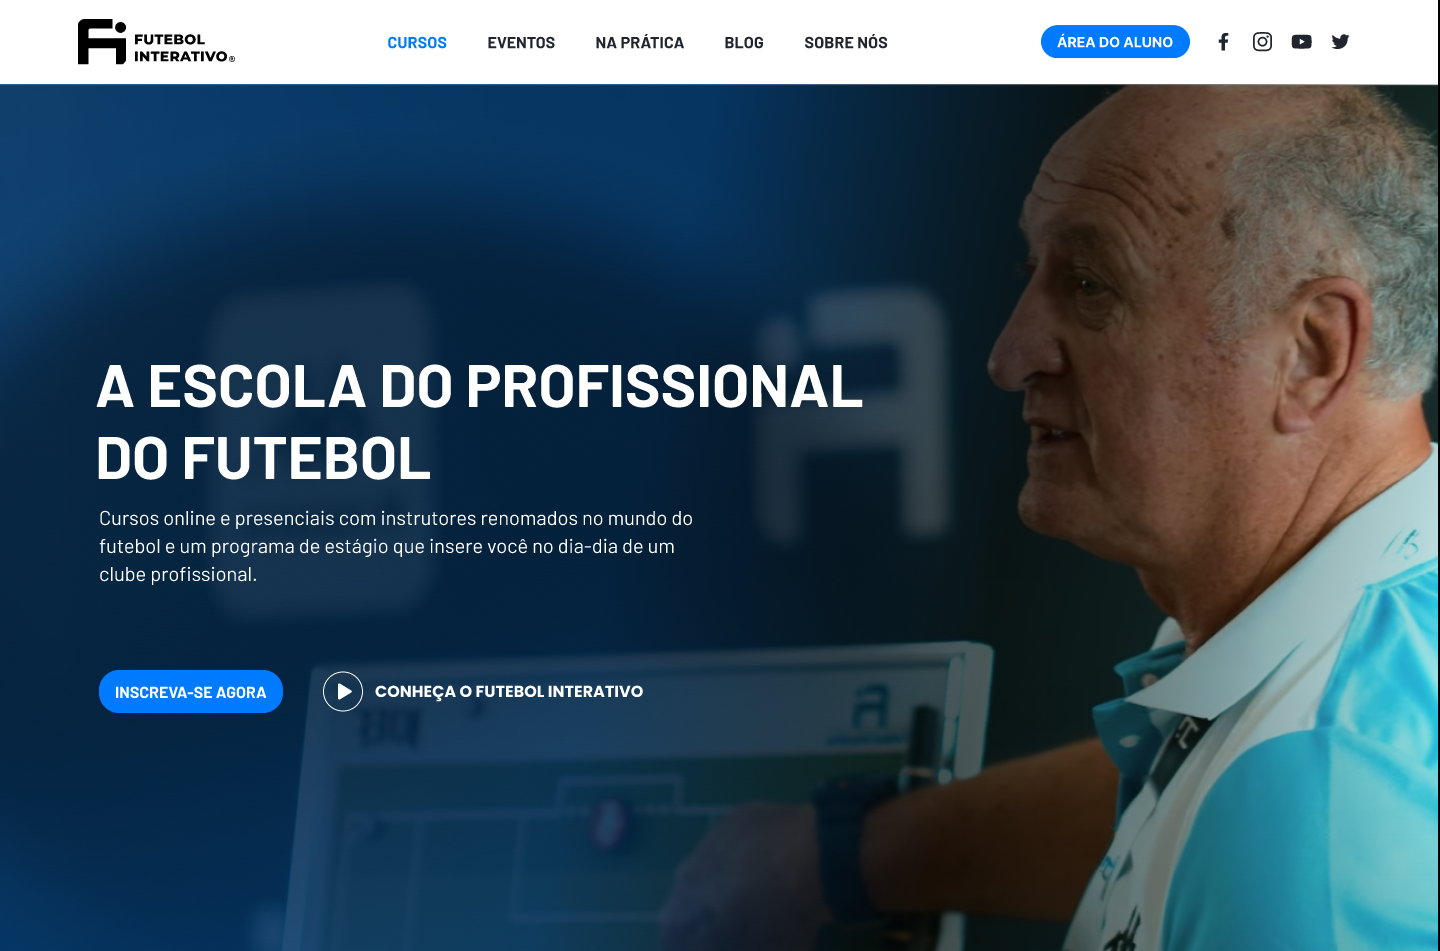 FUTEBOL
INTERATIVO®
CURSOS
EVENTOS
NA PRÁTICA
BLOG
SOBRE NÓS
ÁREA DO ALUNO
A ESCOLA DO PROFISSIONAL
DO FUTEBOL
Cursos online e presenciais com instrutores renomados no mundo do
futebol e um programa de estágio que insere você no dia-dia de um
clube profissional.
INSCREVA-SE AGORA
CONHEÇA O FUTEBOL INTERATIVO